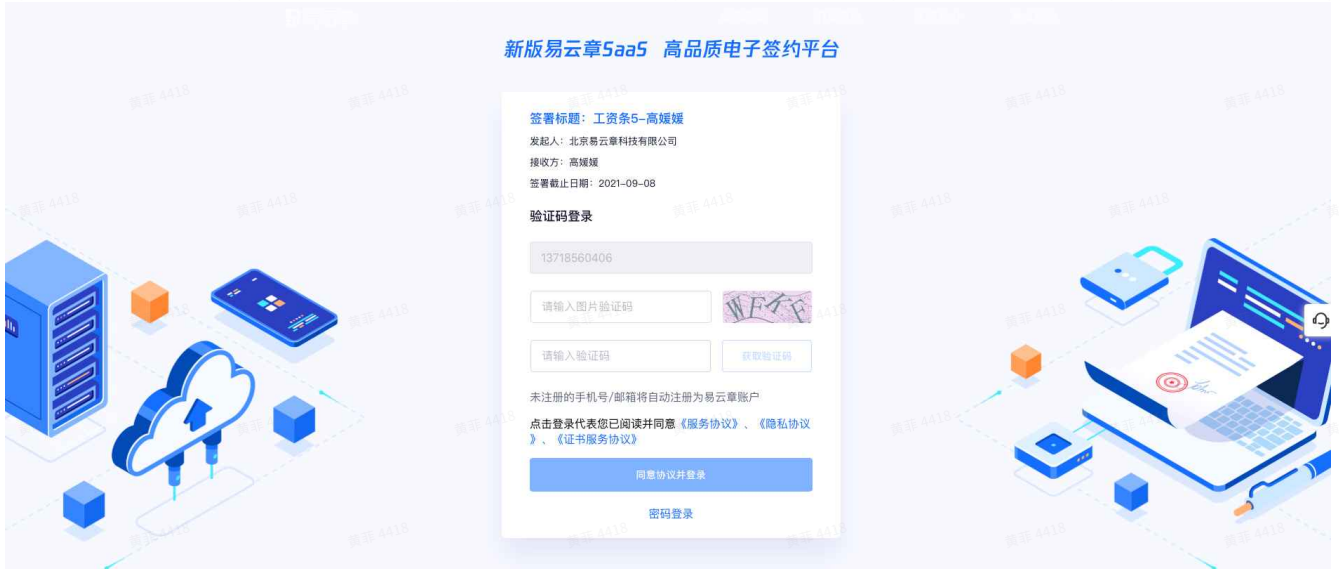 新版易云章SaaS 高品质电子签约平台
签署标题：工资条5-高媛媛
发起人：北京易云章科技有限公司
接收方：高媛媛
签署截止日期：2021-09-08
验证码登录
13718560406
请输入图片验证码
请输入验证码 获取验证码
未注册的手机号/邮箱将自动注册为易云章账户
点击登录代表您已阅读并同意《服务协议》、《隐私协议
》、《证书服务协议》
同意协议并登录
密码登录
黄菲 4418